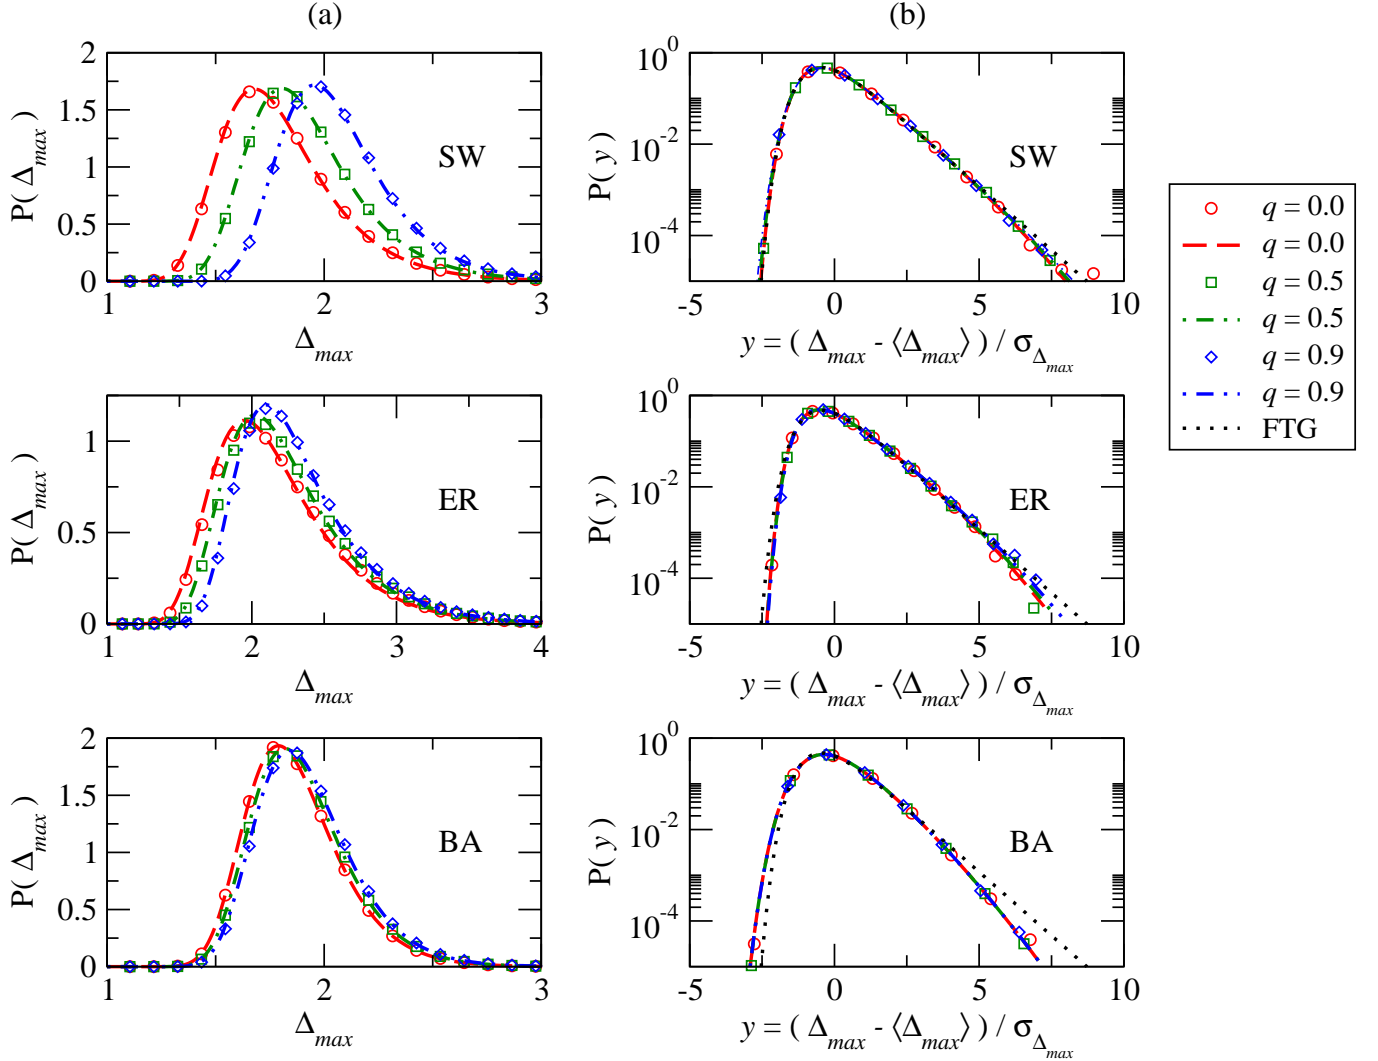 (a)
(b)
2
1.5
1
0.5
0
P( Δmax )
SW
1
2
3
Δmax
10^0
10^-2
10^-4
P( y )
SW
-5
0
5
10
y = ( Δmax - ⟨Δmax⟩ ) / σΔmax
q = 0.0
q = 0.0
q = 0.5
q = 0.5
q = 0.9
q = 0.9
FTG
1
0.5
0
P( Δmax )
ER
1
2
3
4
Δmax
10^0
10^-2
10^-4
P( y )
ER
-5
0
5
10
y = ( Δmax - ⟨Δmax⟩ ) / σΔmax
2
1.5
1
0.5
0
P( Δmax )
BA
1
2
3
Δmax
10^0
10^-2
10^-4
P( y )
BA
-5
0
5
10
y = ( Δmax - ⟨Δmax⟩ ) / σΔmax